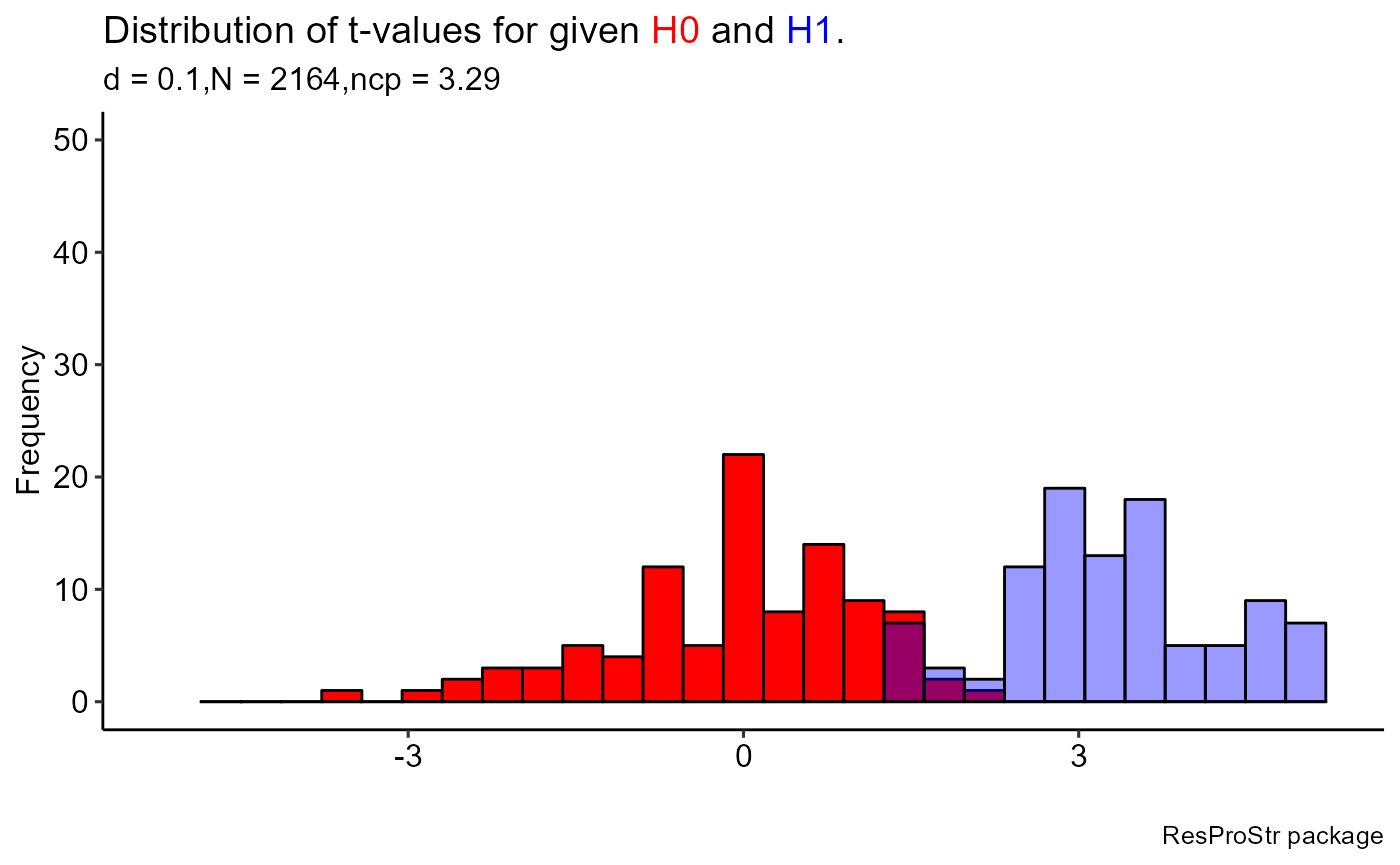 Distribution of t-values for given H0 and H1.
d = 0.1,N = 2164,ncp = 3.29
50
40
30
20
10
0
Frequency
-3 0 3
ResProStr package